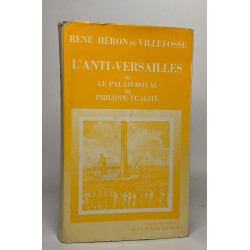 RENÉ HÉRON DE VILLEFOSSE
L'ANTI-VERSAILLES
OU
LE PALAIS-ROYAL
DE
PHILIPPE ÉGALITÉ